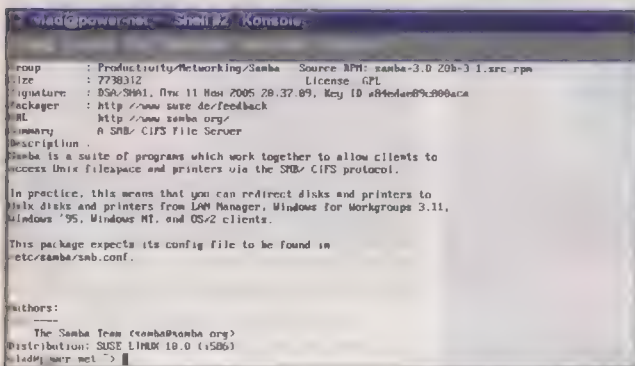 vlad@power.net: Shell #2 Konsole
roup : Productivity/Networking/Samba Source RPM: samba-3.0 20b-3 1.src rpm
ize : 7738312 License GPL
ignature : DSA/SHA1, Птн 11 Ноя 2005 20.37.09, Key ID
ackager : http //www suse de/feedback
RL http //www samba org/
ummary A SMB/ CIFS File Server
Description .
Samba is a suite of programs which work together to allow clients to
access Unix filespace and printers via the SMB/ CIFS protocol.
In practice, this means that you can redirect disks and printers to
Unix disks and printers from LAN Manager, Windows for Workgroups 3.11,
Windows '95, Windows NT. and OS/2 clients.
This package expects its config file to be found in
etc/samba/smb.conf.
uthors:
----
The Samba Team <samba@samba org>
Distribution: SUSE LINUX 10.0 (i586)